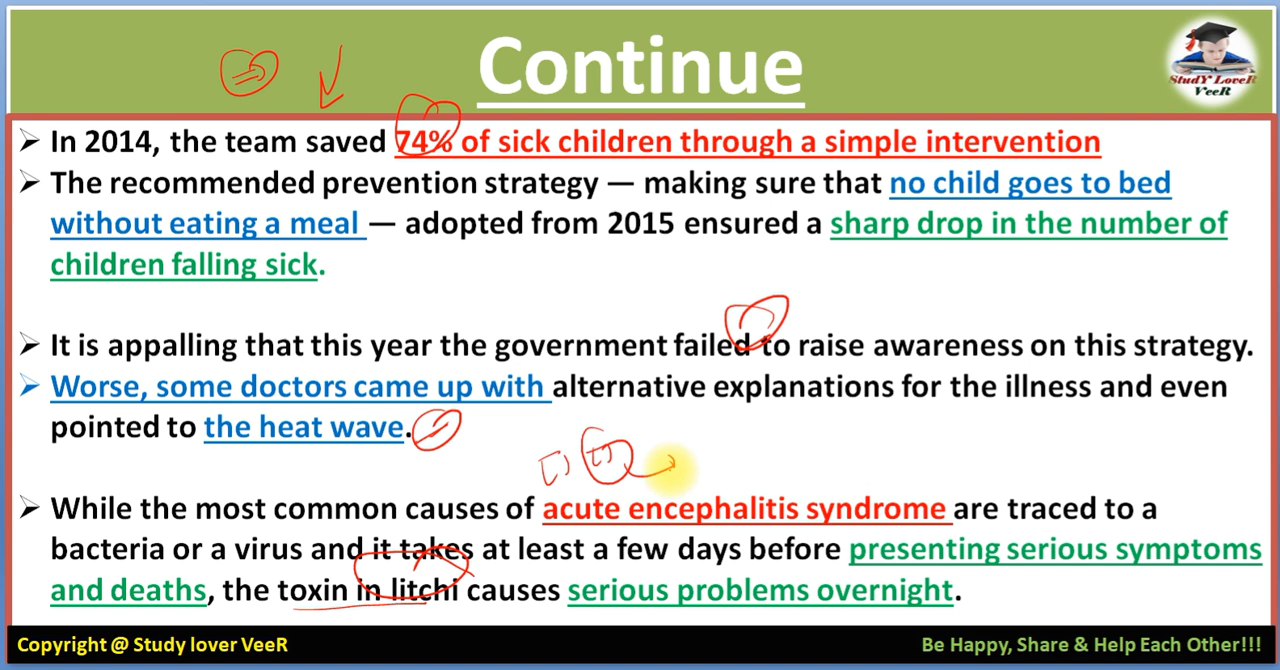 Continue
StudY LoveR
VeeR
➢ In 2014, the team saved 74% of sick children through a simple intervention
➢ The recommended prevention strategy — making sure that no child goes to bed
without eating a meal — adopted from 2015 ensured a sharp drop in the number of
children falling sick.
➢ It is appalling that this year the government failed to raise awareness on this strategy.
➢ Worse, some doctors came up with alternative explanations for the illness and even
pointed to the heat wave.
➢ While the most common causes of acute encephalitis syndrome are traced to a
bacteria or a virus and it takes at least a few days before presenting serious symptoms
and deaths, the toxin in litchi causes serious problems overnight.
Copyright @ Study lover VeeR
Be Happy, Share & Help Each Other!!!